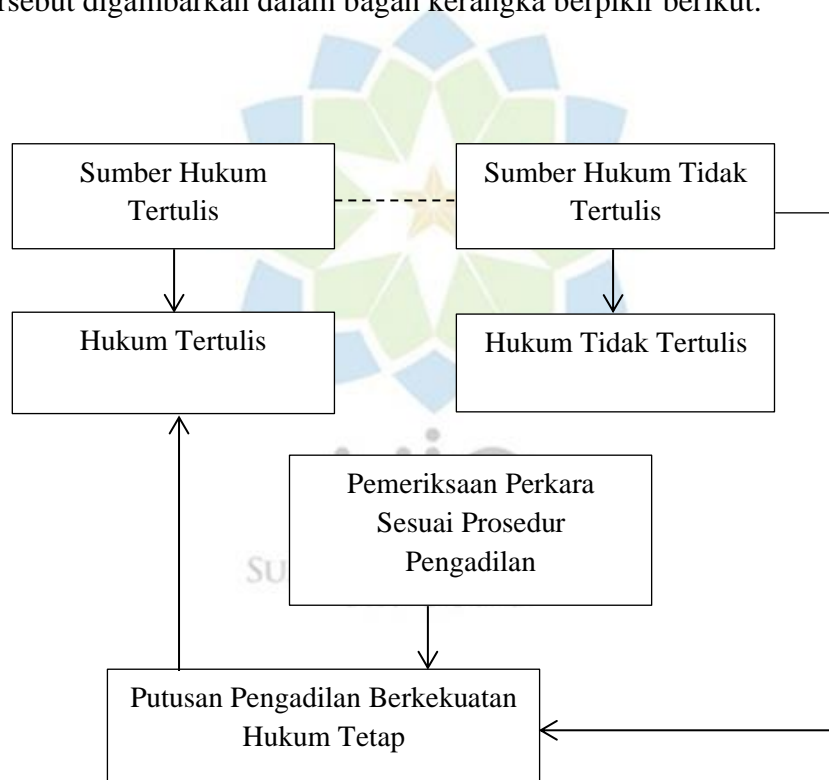 digambarkan dalam bagan kerangka berpikir berikut.
Sumber Hukum
Tertulis
Sumber Hukum Tidak
Tertulis
Hukum Tertulis
Hukum Tidak Tertulis
Pemeriksaan Perkara
Sesuai Prosedur
Pengadilan
Putusan Pengadilan Berkekuatan
Hukum Tetap